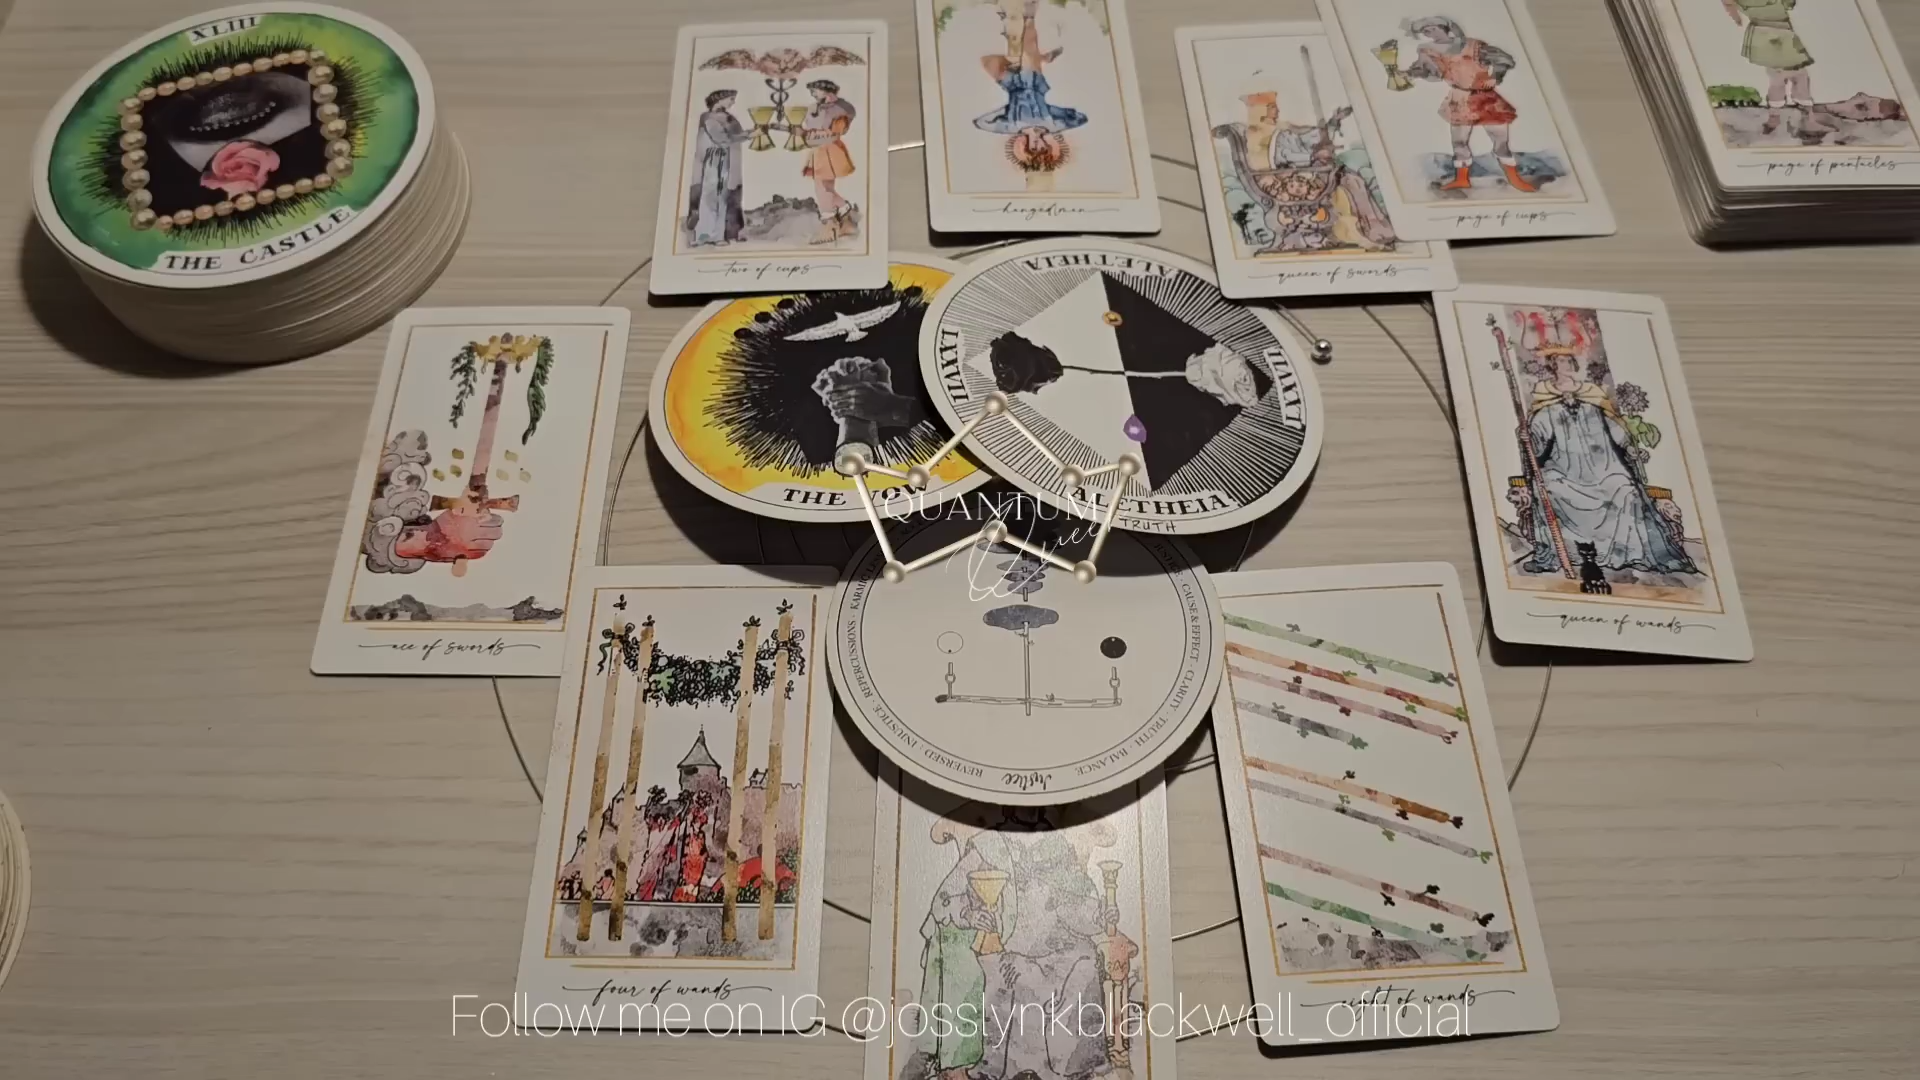 XLIII
THE CASTLE
two of cups
hanged man
queen of swords
page of cups
page of pentacles
ALETHEIA
LXXVII
LXXVII
THE VOW
ALETHEIA
TRUTH
QUANTUM
Queen
ace of swords
queen of wands
JUSTICE · CAUSE & EFFECT · CLARITY · TRUTH · BALANCE
Justice
REVERSED: INJUSTICE · REPERCUSSIONS
four of wands
eight of wands
Follow me on IG @josslynkblackwell_official